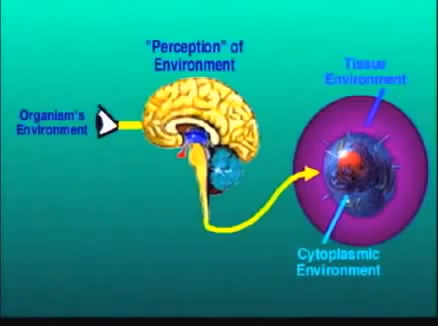 "Perception" of
Environment
Tissue
Environment
Organism's
Environment
Cytoplasmic
Environment